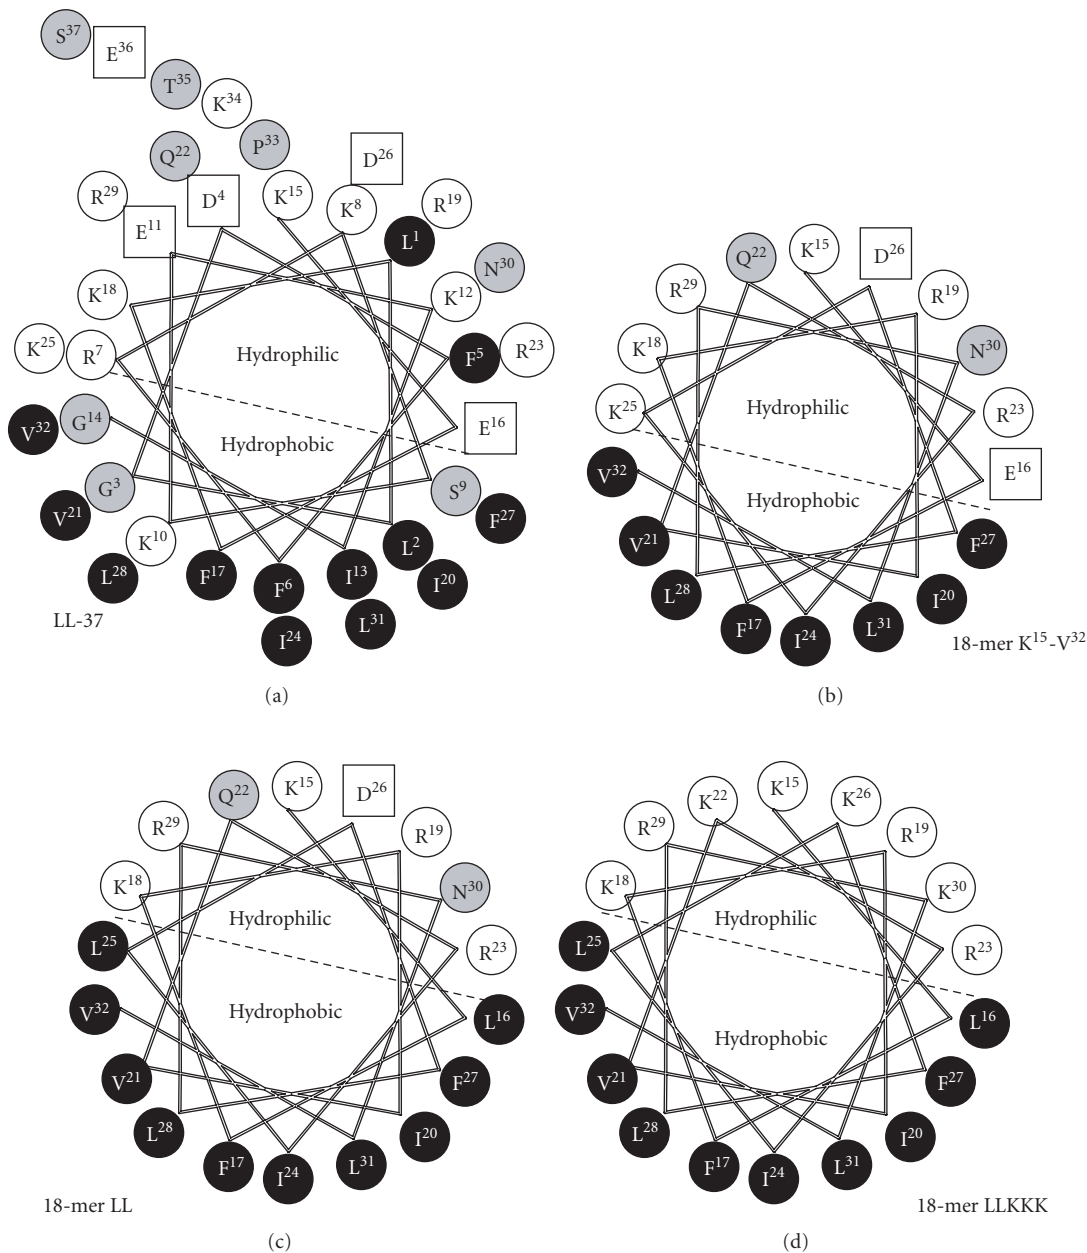 S³⁷
E³⁶
T³⁵
K³⁴
P³³
Q²²
D²⁶
R²⁹
D⁴
K¹⁵
K⁸
R¹⁹
E¹¹
L¹
K¹⁸
K¹²
N³⁰
K²⁵
R⁷
Hydrophilic
F⁵
R²³
V³²
G¹⁴
Hydrophobic
E¹⁶
V²¹
G³
S⁹
F²⁷
L²⁸
K¹⁰
F¹⁷
F⁶
I¹³
L²
I²⁰
I²⁴
L³¹
LL-37
(a)
Q²²
K¹⁵
D²⁶
R²⁹
R¹⁹
K¹⁸
N³⁰
K²⁵
Hydrophilic
R²³
V³²
Hydrophobic
E¹⁶
V²¹
F²⁷
L²⁸
I²⁰
F¹⁷
I²⁴
L³¹
18-mer K¹⁵-V³²
(b)
Q²²
K¹⁵
D²⁶
R²⁹
R¹⁹
K¹�8
N³⁰
Hydrophilic
L²⁵
R²³
V³²
Hydrophobic
L¹⁶
V²¹
F²⁷
L²⁸
I²⁰
F¹⁷
I²⁴
L³¹
18-mer LL
(c)
K²²
K¹⁵
K²⁶
R²⁹
R¹⁹
K¹⁸
K³⁰
Hydrophilic
L²⁵
R²³
V³²
L¹⁶
Hydrophobic
V²¹
F²⁷
L²⁸
I²⁰
F¹⁷
I²⁴
L³¹
18-mer LLKKK
(d)